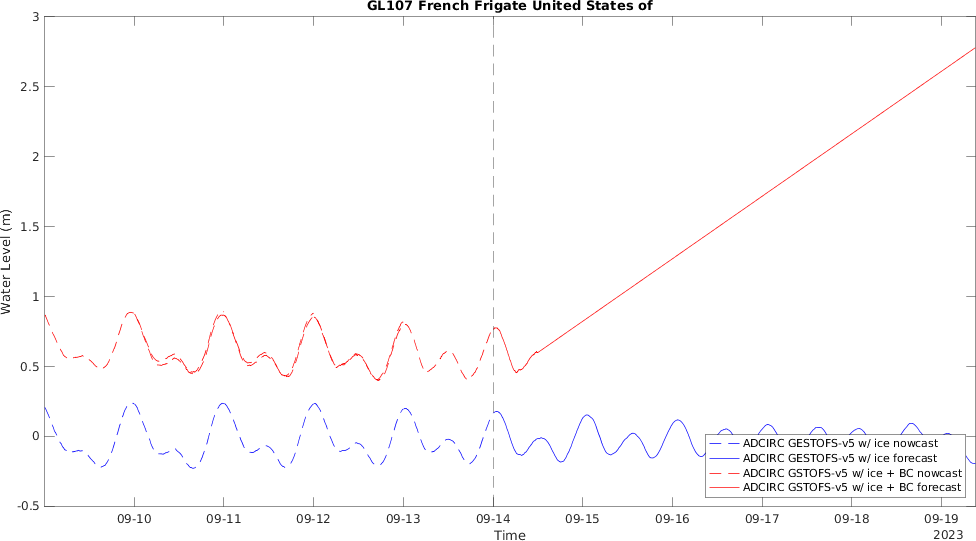 GL107 French Frigate United States of
3
2.5
2
1.5
1
0.5
0
-0.5
Water Level (m)
ADCIRC GESTOFS-v5 w/ ice nowcast
ADCIRC GESTOFS-v5 w/ ice forecast
ADCIRC GSTOFS-v5 w/ ice + BC nowcast
ADCIRC GSTOFS-v5 w/ ice + BC forecast
09-10 09-11 09-12 09-13 09-14 09-15 09-16 09-17 09-18 09-19
Time
2023